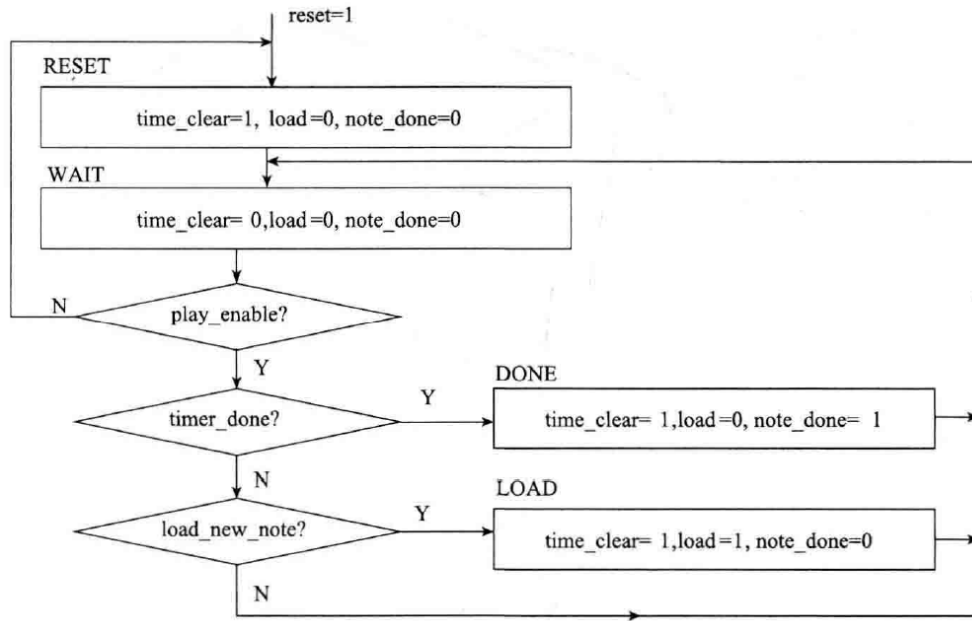 reset=1
RESET
time_clear=1, load=0, note_done=0
WAIT
time_clear= 0,load=0, note_done=0
N
play_enable?
Y
DONE
timer_done?
Y
time_clear= 1,load=0, note_done= 1
N
LOAD
load_new_note?
Y
time_clear= 1,load=1, note_done=0
N